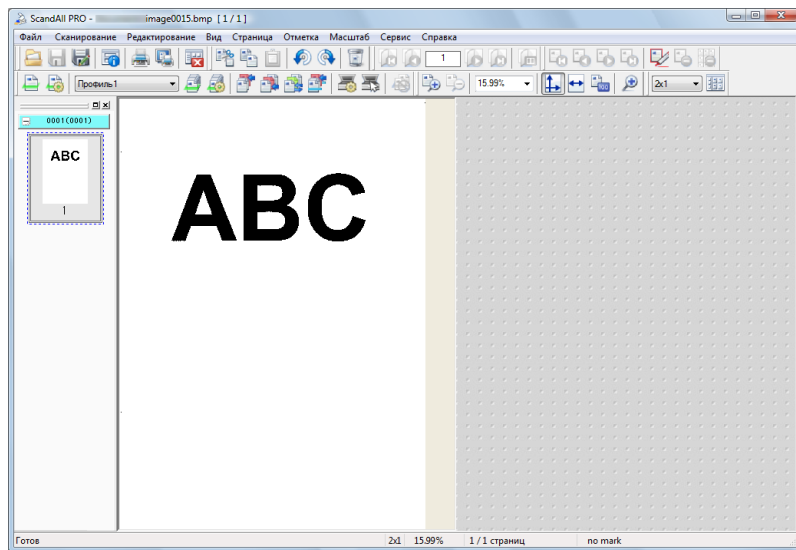 ScandAll PRO - image0015.bmp [ 1 / 1 ]
Файл Сканирование Редактирование Вид Страница Отметка Масштаб Сервис Справка
1
Профиль1 15.99% 100 2x1
0001(0001)
ABC
1
ABC
Готов 2x1 15.99% 1 / 1 страниц no mark